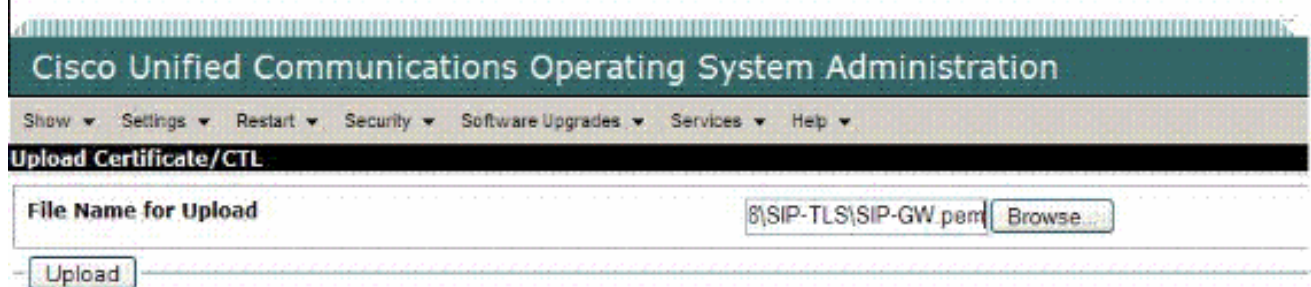 Cisco Unified Communications Operating System Administration
Show Settings Restart Security Software Upgrades Services Help
Upload Certificate/CTL
File Name for Upload 8\SIP-TLS\SIP-GW.pem Browse...
Upload